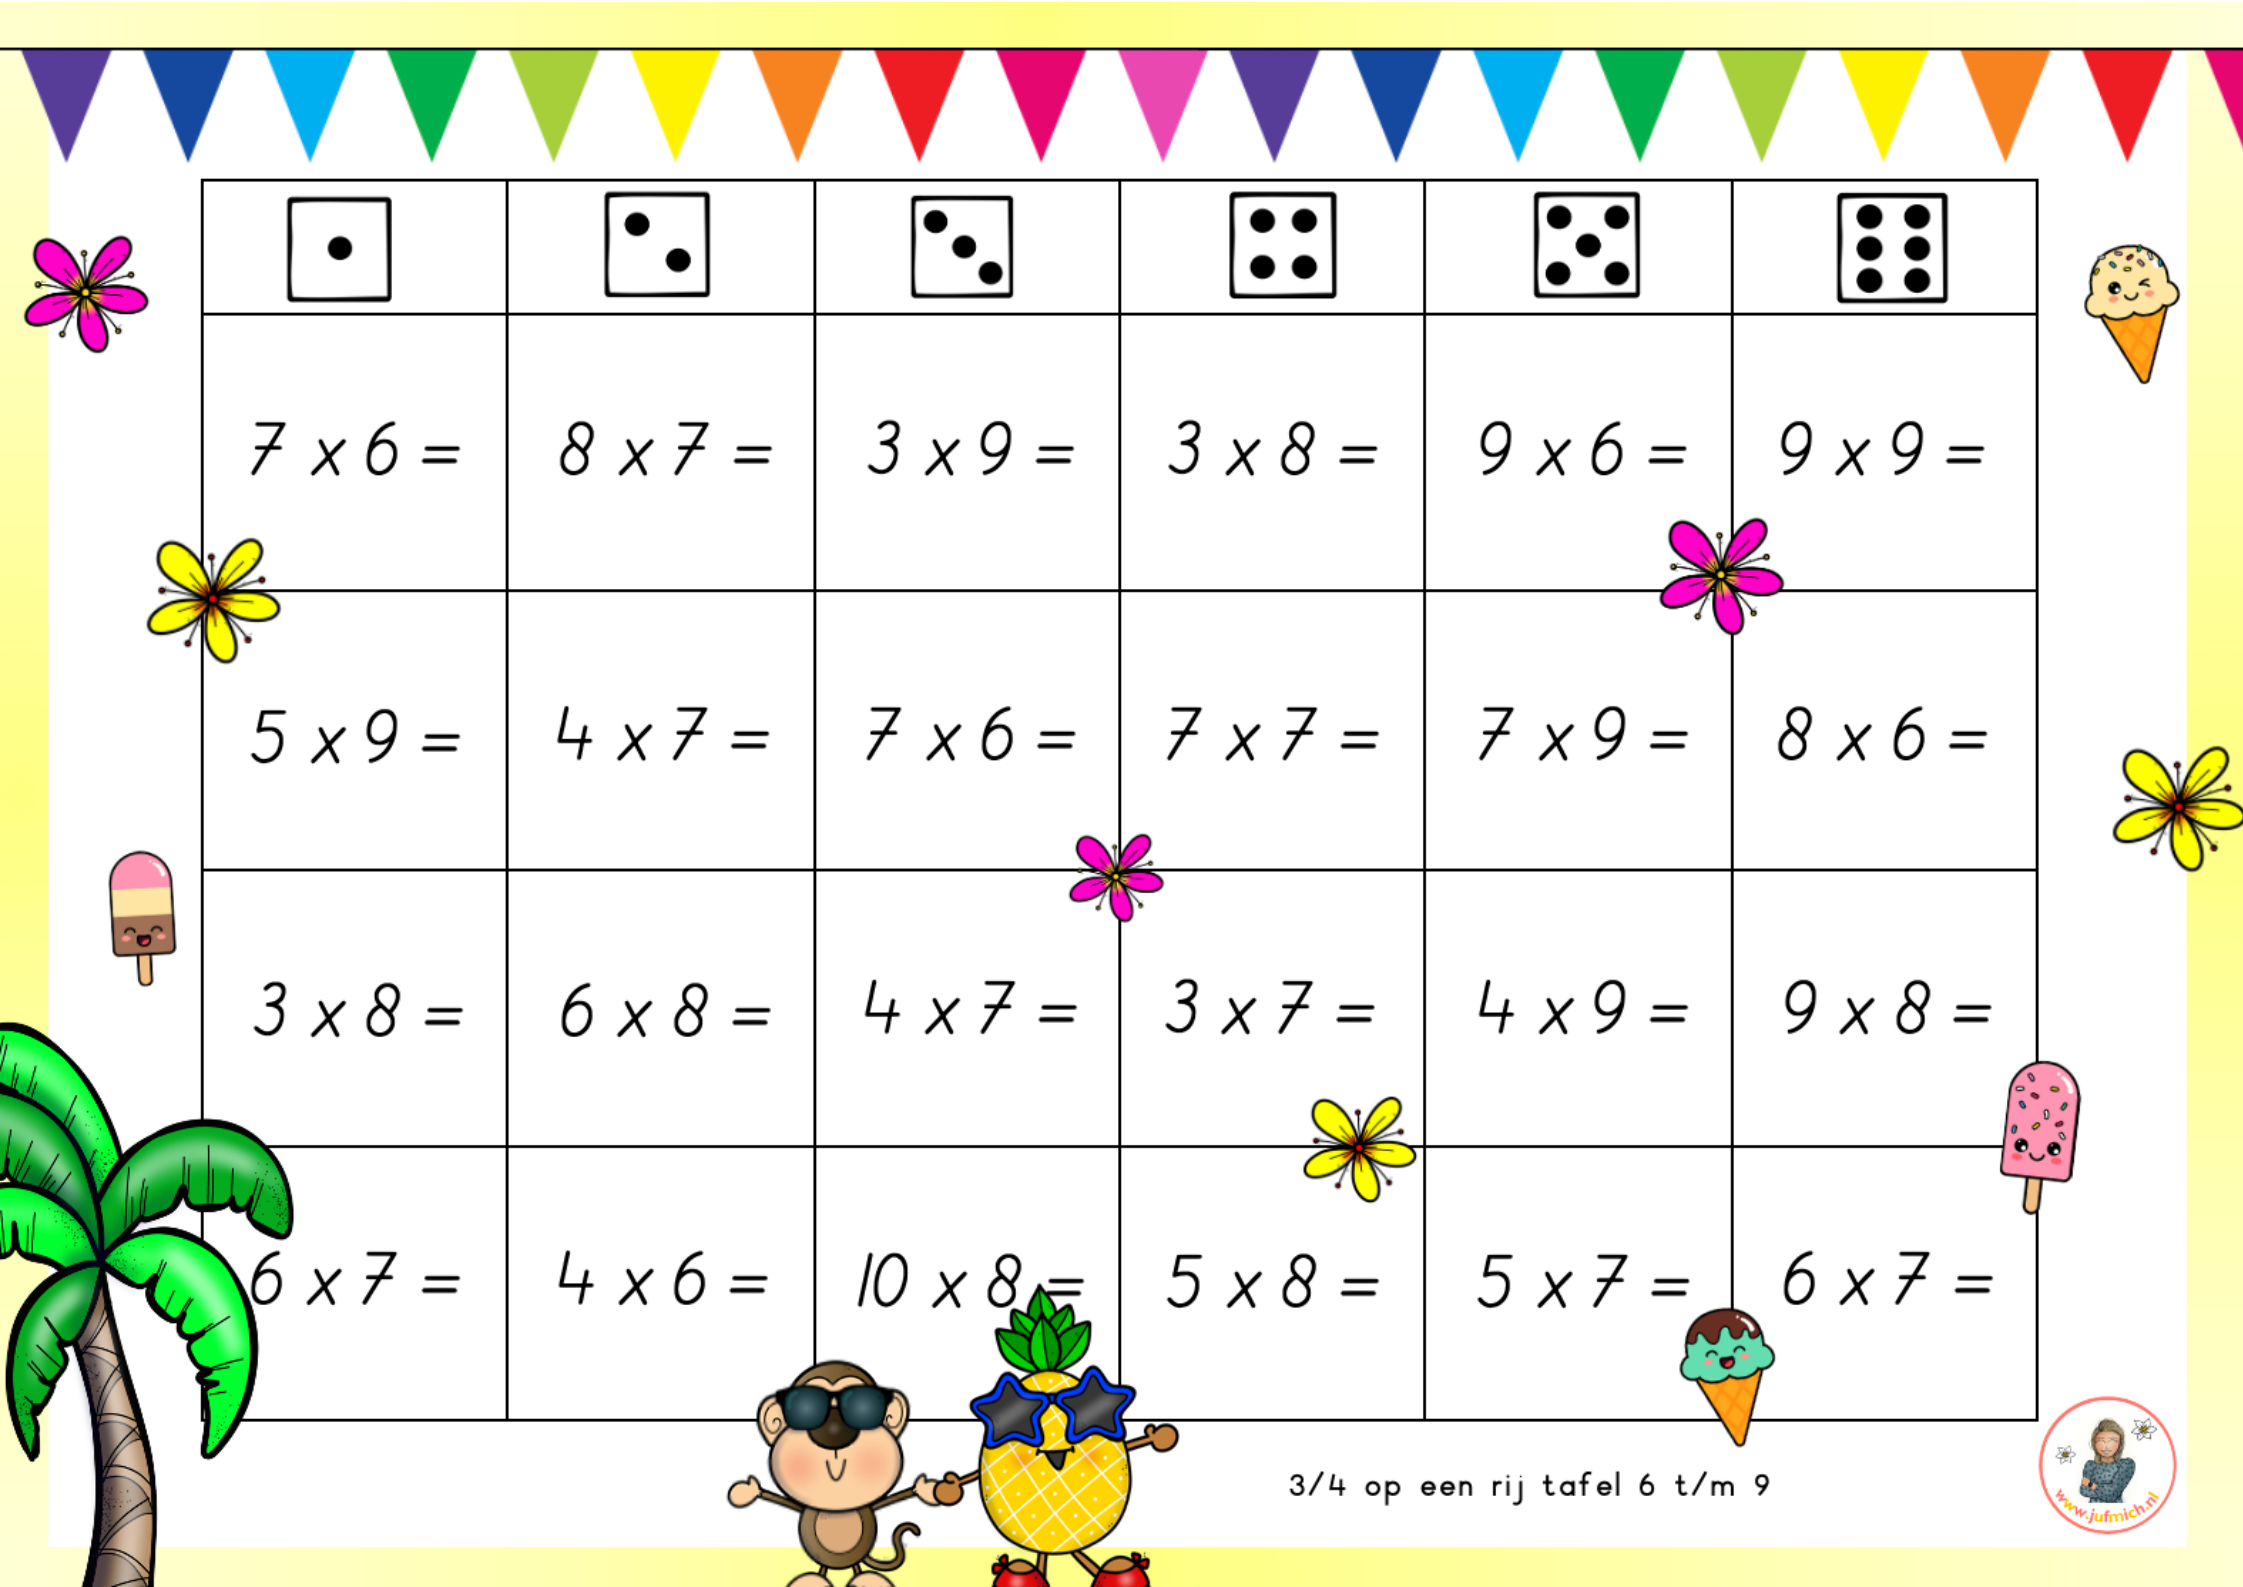 7 x 6 = 8 x 7 = 3 x 9 = 3 x 8 = 9 x 6 = 9 x 9 =
5 x 9 = 4 x 7 = 7 x 6 = 7 x 7 = 7 x 9 = 8 x 6 =
3 x 8 = 6 x 8 = 4 x 7 = 3 x 7 = 4 x 9 = 9 x 8 =
6 x 7 = 4 x 6 = 10 x 8 = 5 x 8 = 5 x 7 = 6 x 7 =
3/4 op een rij tafel 6 t/m 9
www.jufmich.nl